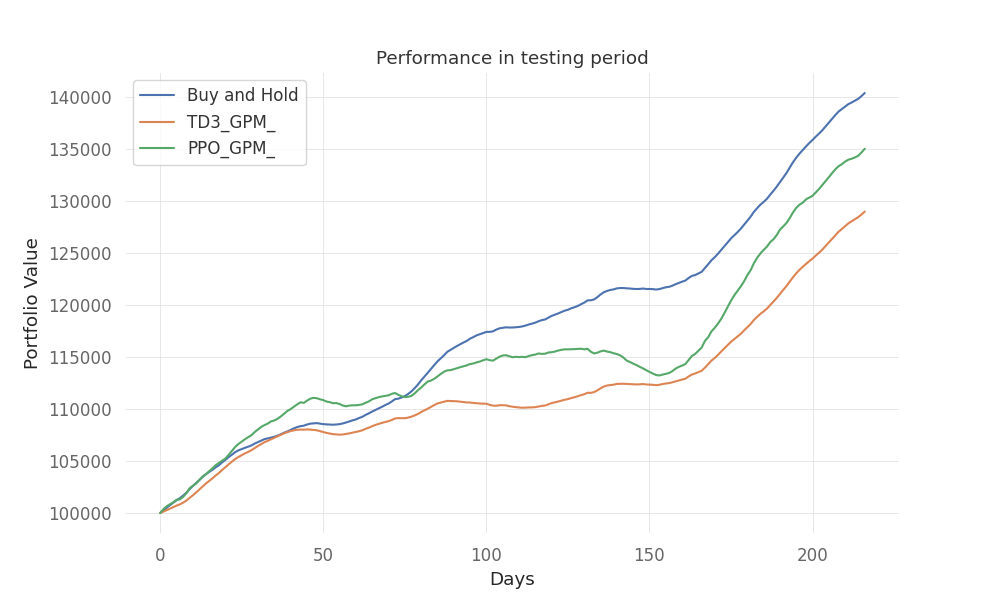 Performance in testing period
Buy and Hold
TD3_GPM_
PPO_GPM_
140000
135000
130000
125000
120000
115000
110000
105000
100000
Portfolio Value
0 50 100 150 200
Days